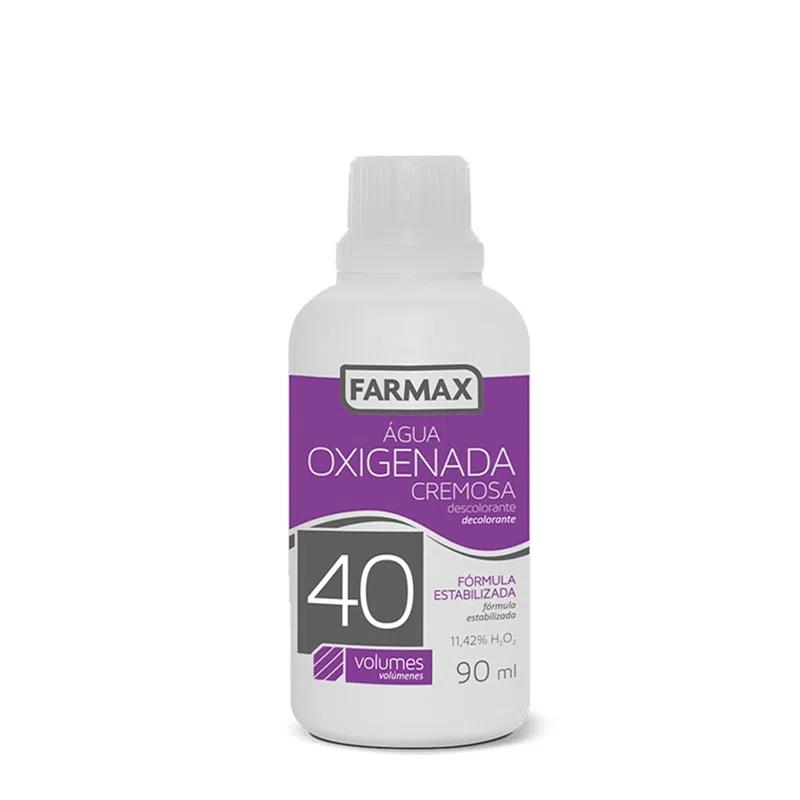 FARMAX
ÁGUA
OXIGENADA
CREMOSA
descolorante
decolorante
40
volumes
volúmenes
FÓRMULA
ESTABILIZADA
fórmula
estabilizada
11,42% H₂O₂
90 ml